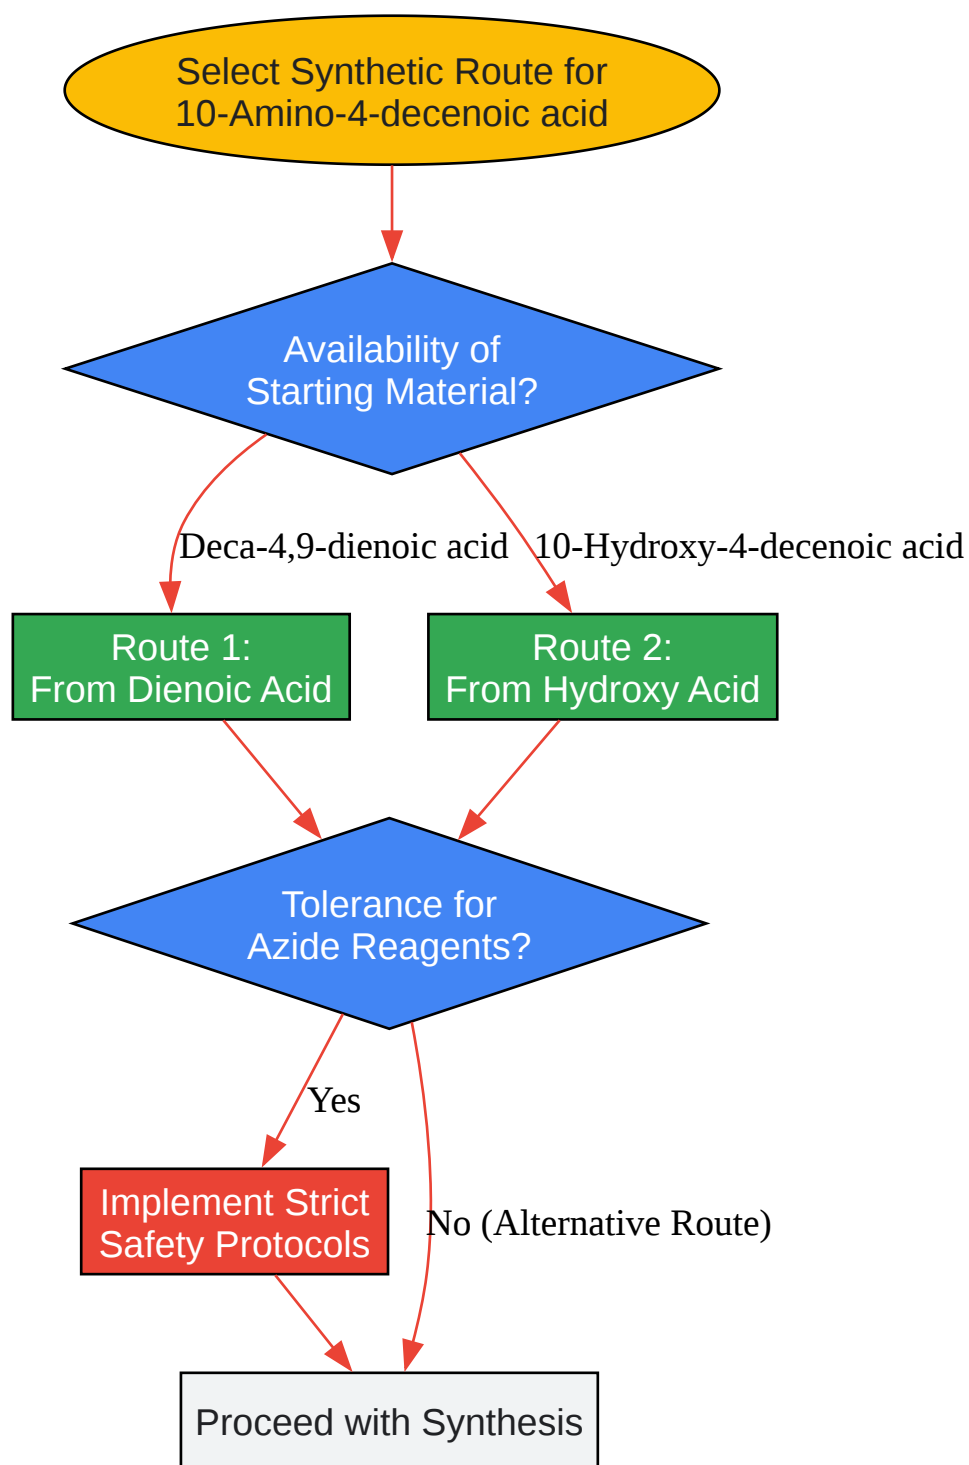 Select Synthetic Route for
10-Amino-4-decenoic acid
Availability of
Starting Material?
Deca-4,9-dienoic acid
10-Hydroxy-4-decenoic acid
Route 1:
From Dienoic Acid
Route 2:
From Hydroxy Acid
Tolerance for
Azide Reagents?
Yes
Implement Strict
Safety Protocols
No (Alternative Route)
Proceed with Synthesis